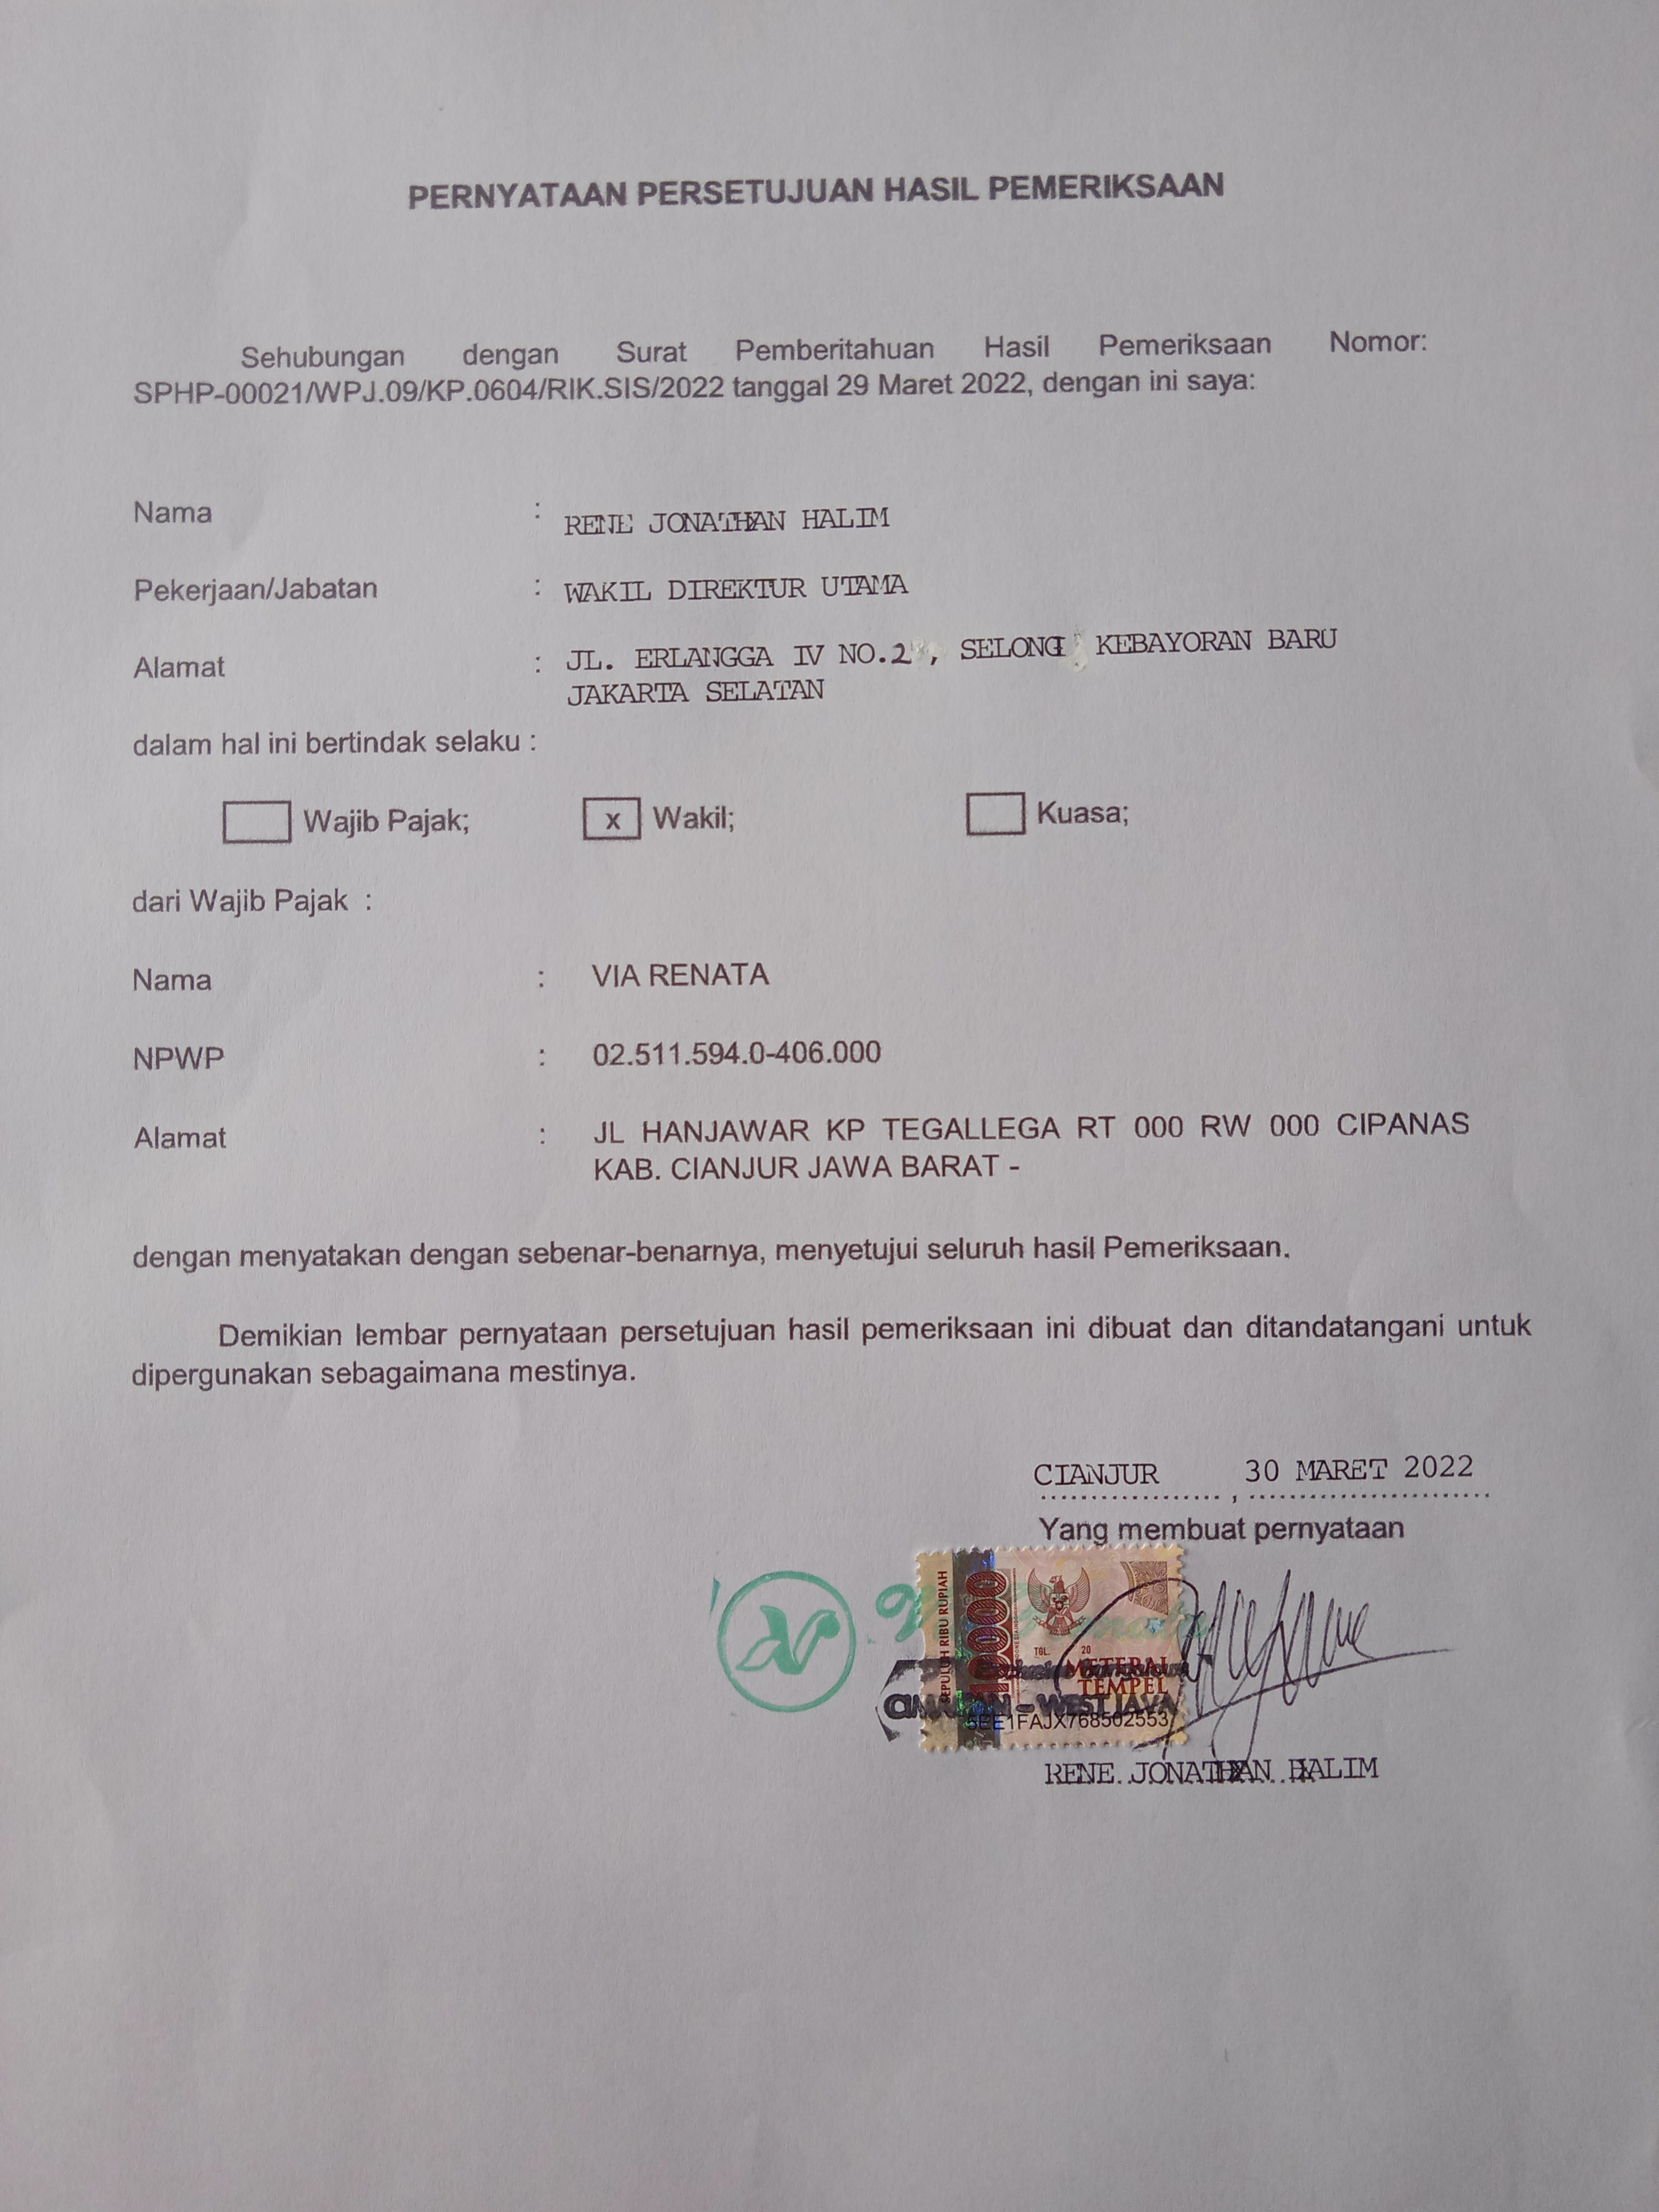 PERNYATAAN PERSETUJUAN HASIL PEMERIKSAAN
Sehubungan dengan Surat Pemberitahuan Hasil Pemeriksaan Nomor:
SPHP-00021/WPJ.09/KP.0604/RIK.SIS/2022 tanggal 29 Maret 2022, dengan ini saya:
Nama : RENE JONATHAN HALIM
Pekerjaan/Jabatan : WAKIL DIREKTUR UTAMA
Alamat : JL. ERLANGGA IV NO.2 , SELONG KEBAYORAN BARU
JAKARTA SELATAN
dalam hal ini bertindak selaku :
Wajib Pajak; x Wakil; Kuasa;
dari Wajib Pajak :
Nama : VIA RENATA
NPWP : 02.511.594.0-406.000
Alamat : JL HANJAWAR KP TEGALLEGA RT 000 RW 000 CIPANAS
KAB. CIANJUR JAWA BARAT -
dengan menyatakan dengan sebenar-benarnya, menyetujui seluruh hasil Pemeriksaan.
Demikian lembar pernyataan persetujuan hasil pemeriksaan ini dibuat dan ditandatangani untuk
dipergunakan sebagaimana mestinya.
CIANJUR , 30 MARET 2022
Yang membuat pernyataan
SEPULUH RIBU RUPIAH
10000
TGL. 20
METERAI
TEMPEL
WEST JAVA
5EE1FAJX768502553
RENE JONATHAN HALIM